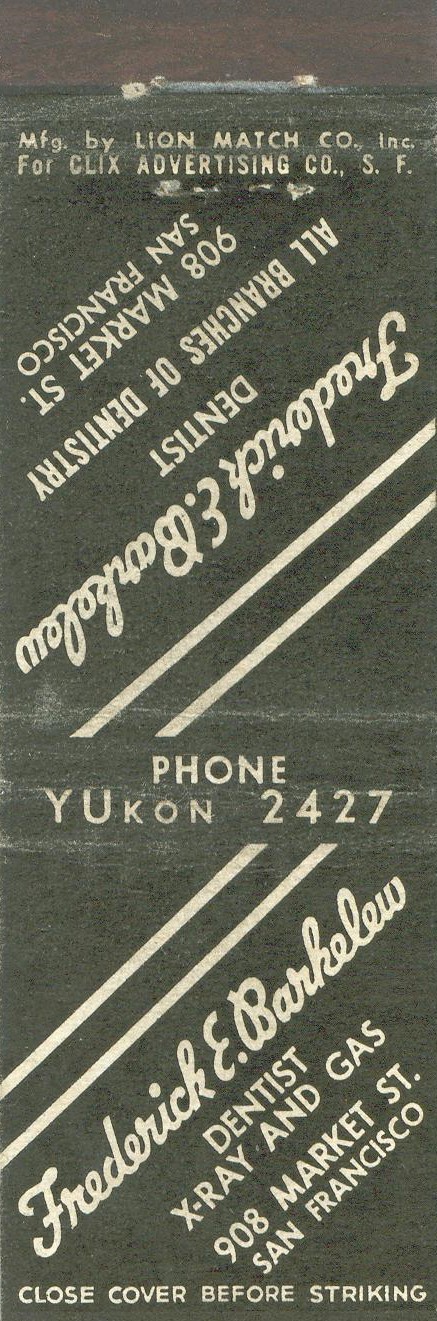 Mfg. by LION MATCH CO., Inc.
For CLIX ADVERTISING CO., S. F.
Frederick E. Barkelew
DENTIST
ALL BRANCHES OF DENTISTRY
908 MARKET ST.
SAN FRANCISCO
PHONE
YUKON 2427
Frederick E. Barkelew
DENTIST
X-RAY AND GAS
908 MARKET ST.
SAN FRANCISCO
CLOSE COVER BEFORE STRIKING